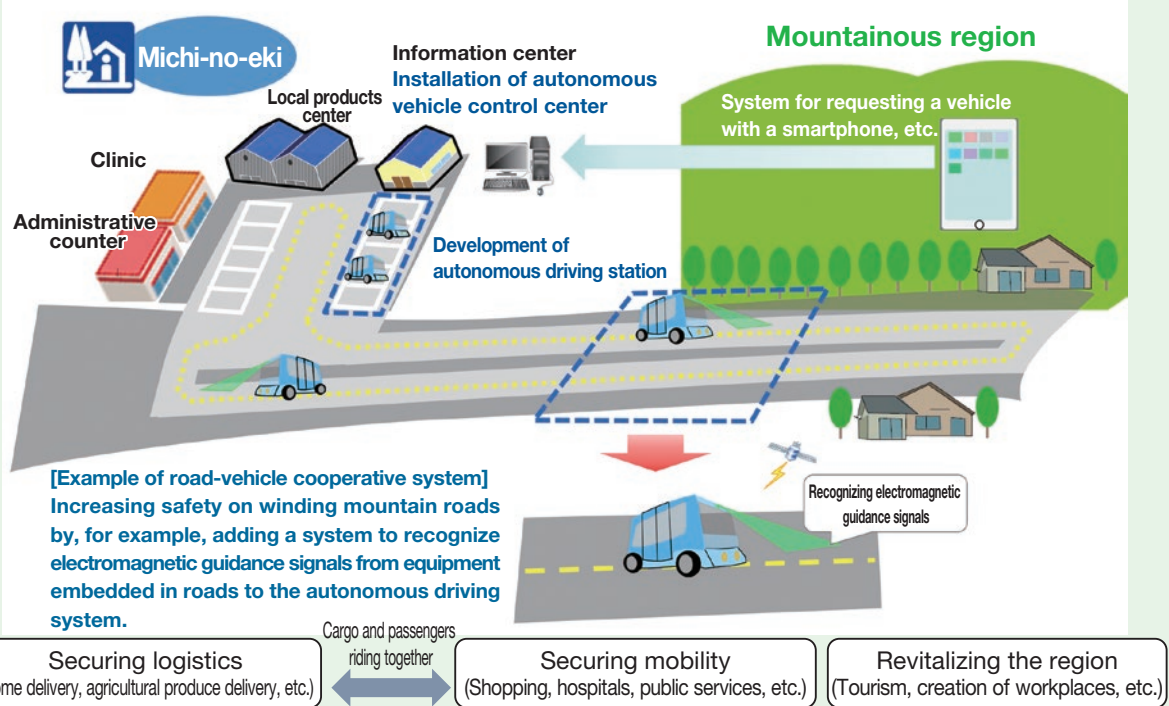 Michi-no-eki
Information center
Installation of autonomous
vehicle control center
Mountainous region
Local products
center
System for requesting a vehicle
with a smartphone, etc.
Clinic
Administrative
counter
Development of
autonomous driving station
[Example of road-vehicle cooperative system]
Increasing safety on winding mountain roads
by, for example, adding a system to recognize
electromagnetic guidance signals from equipment
embedded in roads to the autonomous driving
system.
Recognizing electromagnetic
guidance signals
Securing logistics
ome delivery, agricultural produce delivery, etc.)
Cargo and passengers
riding together
Securing mobility
(Shopping, hospitals, public services, etc.)
Revitalizing the region
(Tourism, creation of workplaces, etc.)